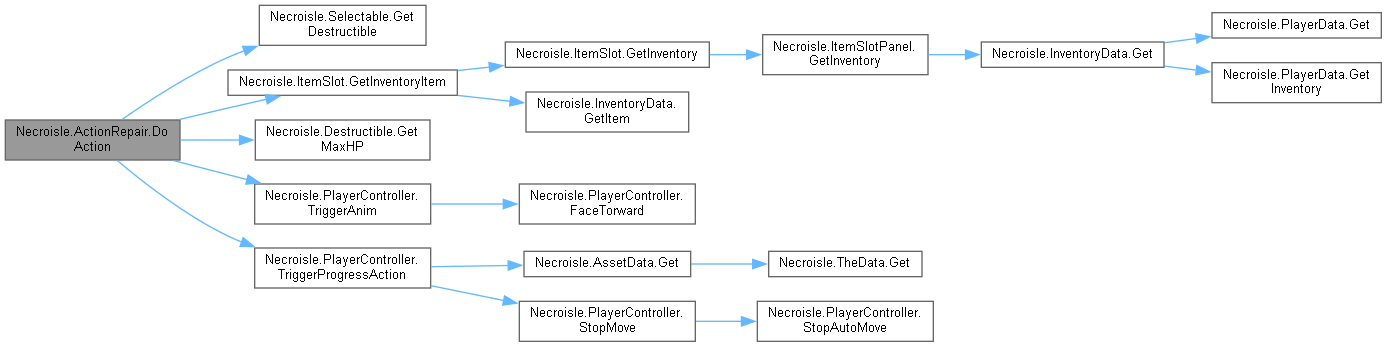 Necroisle.ActionRepair.Do
Action
Necroisle.Selectable.Get
Destructible
Necroisle.ItemSlot.GetInventoryItem
Necroisle.ItemSlot.GetInventory
Necroisle.ItemSlotPanel.
GetInventory
Necroisle.InventoryData.Get
Necroisle.PlayerData.Get
Necroisle.PlayerData.Get
Inventory
Necroisle.InventoryData.
GetItem
Necroisle.Destructible.Get
MaxHP
Necroisle.PlayerController.
TriggerAnim
Necroisle.PlayerController.
FaceTorward
Necroisle.PlayerController.
TriggerProgressAction
Necroisle.AssetData.Get
Necroisle.TheData.Get
Necroisle.PlayerController.
StopMove
Necroisle.PlayerController.
StopAutoMove